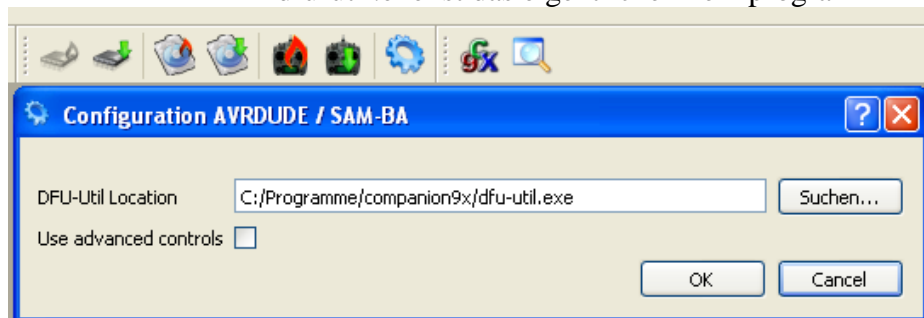 Configuration AVRDUDE / SAM-BA
DFU-Util Location C:/Programme/companion9x/dfu-util.exe Suchen...
Use advanced controls
OK Cancel